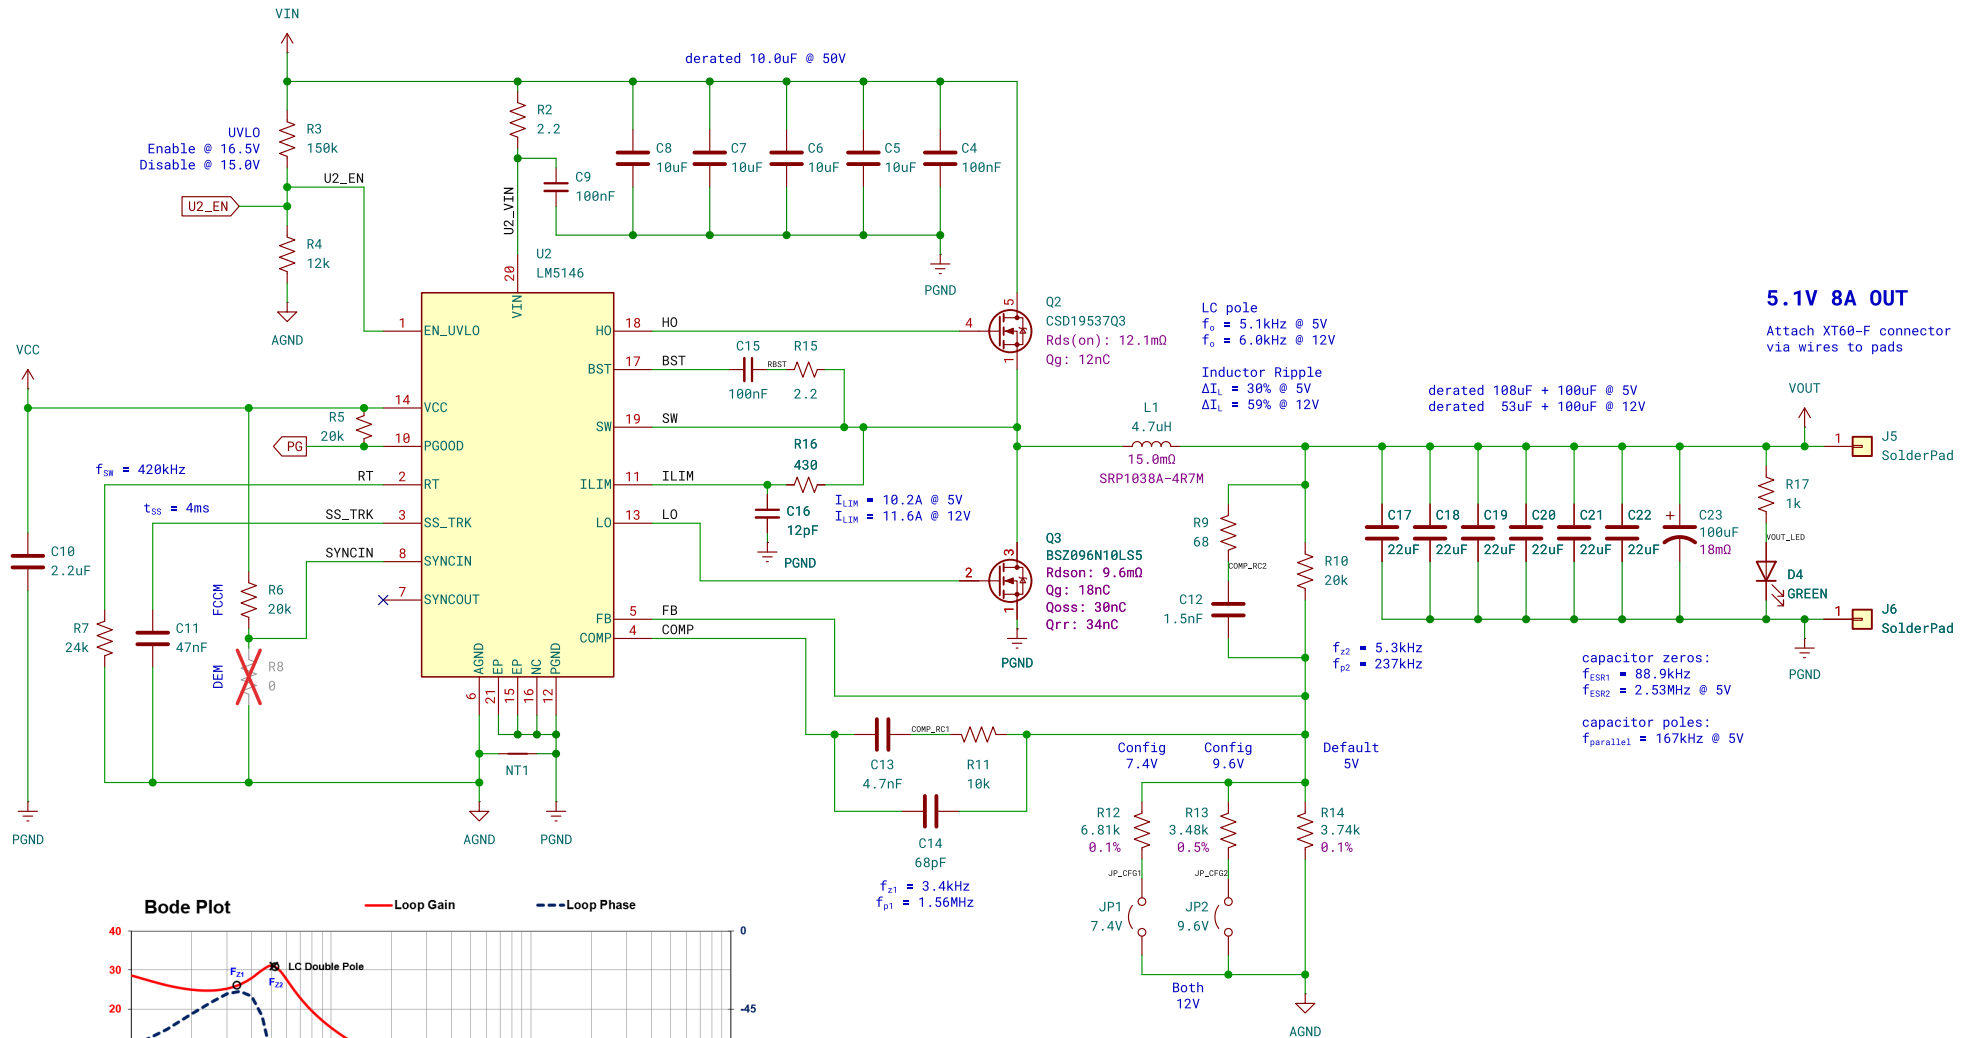 VIN
derated 10.0uF @ 50V
UVLO
Enable @ 16.5V
Disable @ 15.0V
R3
150k
R2
2.2
C8
10uF
C7
10uF
C6
10uF
C5
10uF
C4
100nF
C9
100nF
U2_EN
U2_EN
U2_VIN
R4
12k
AGND
PGND
U2
LM5146
20
VIN
1
EN_UVLO
14
VCC
10
PGOOD
2
RT
3
SS_TRK
8
SYNCIN
7
SYNCOUT
HO
18
HO
BST
17
BST
SW
19
SW
ILIM
11
ILIM
LO
13
LO
FB
5
FB
COMP
4
COMP
AGND
EP
EP
NC
PGND
6
21
15
16
12
VCC
R5
20k
PG
fSW = 420kHz
RT
tSS = 4ms
SS_TRK
SYNCIN
C10
2.2uF
FCCM
R6
20k
R7
24k
C11
47nF
DEM
R8
0
NT1
PGND
AGND
PGND
C15
100nF
RBST
R15
2.2
R16
430
C16
12pF
PGND
ILIM = 10.2A @ 5V
ILIM = 11.6A @ 12V
4
5
1
Q2
CSD19537Q3
Rds(on): 12.1mΩ
Qg: 12nC
2
3
1
Q3
BSZ096N10LS5
Rdson: 9.6mΩ
Qg: 18nC
Qoss: 30nC
Qrr: 34nC
PGND
LC pole
fo = 5.1kHz @ 5V
fo = 6.0kHz @ 12V
Inductor Ripple
ΔIL = 30% @ 5V
ΔIL = 59% @ 12V
L1
4.7uH
15.0mΩ
SRP1038A-4R7M
derated 108uF + 100uF @ 5V
derated  53uF + 100uF @ 12V
5.1V 8A OUT
Attach XT60-F connector
via wires to pads
VOUT
1
J5
SolderPad
R9
68
COMP_RC2
C12
1.5nF
R10
20k
C17
22uF
C18
22uF
C19
22uF
C20
22uF
C21
22uF
C22
22uF
+
C23
100uF
18mΩ
R17
1k
VOUT_LED
D4
GREEN
1
J6
SolderPad
PGND
fz2 = 5.3kHz
fp2 = 237kHz
capacitor zeros:
fESR1 = 88.9kHz
fESR2 = 2.53MHz @ 5V
capacitor poles:
fparallel = 167kHz @ 5V
COMP_RC1
C13
4.7nF
R11
10k
C14
68pF
fz1 = 3.4kHz
fp1 = 1.56MHz
Config
7.4V
Config
9.6V
Default
5V
R12
6.81k
0.1%
R13
3.48k
0.5%
R14
3.74k
0.1%
JP_CFG1
JP_CFG2
JP1
7.4V
JP2
9.6V
Both
12V
AGND
Bode Plot
Loop Gain
Loop Phase
40
30
20
0
-45
FZ1
FZ2
LC Double Pole